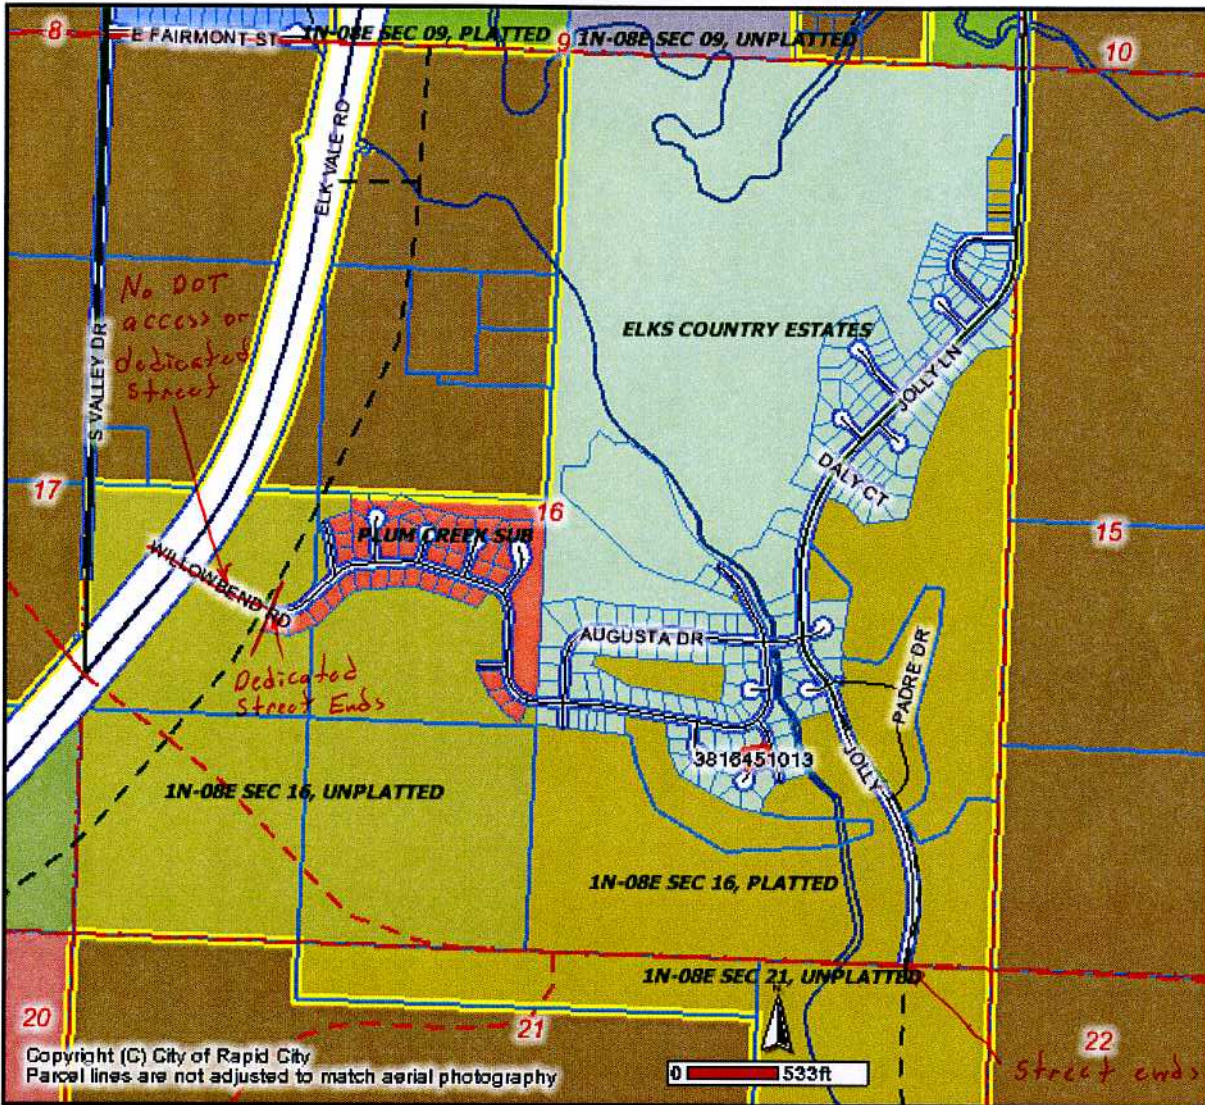 8
E FAIRMONT ST
1N-08E SEC 09, PLATTED
9
1N-08E SEC 09, UNPLATTED
10
ELK VALE RD
S VALLEY DR
No DOT
access or
dedicated
street
ELKS COUNTRY ESTATES
JOLLY LN
DALY CT
17
16
15
PLUM CREEK SUB
WILLOWBEND RD
AUGUSTA DR
PADRE DR
Dedicated
Street Ends
3816451013
JOLLY
1N-08E SEC 16, UNPLATTED
1N-08E SEC 16, PLATTED
1N-08E SEC 21, UNPLATTED
N
20
21
22
Street ends
Copyright (C) City of Rapid City
Parcel lines are not adjusted to match aerial photography
0 533ft